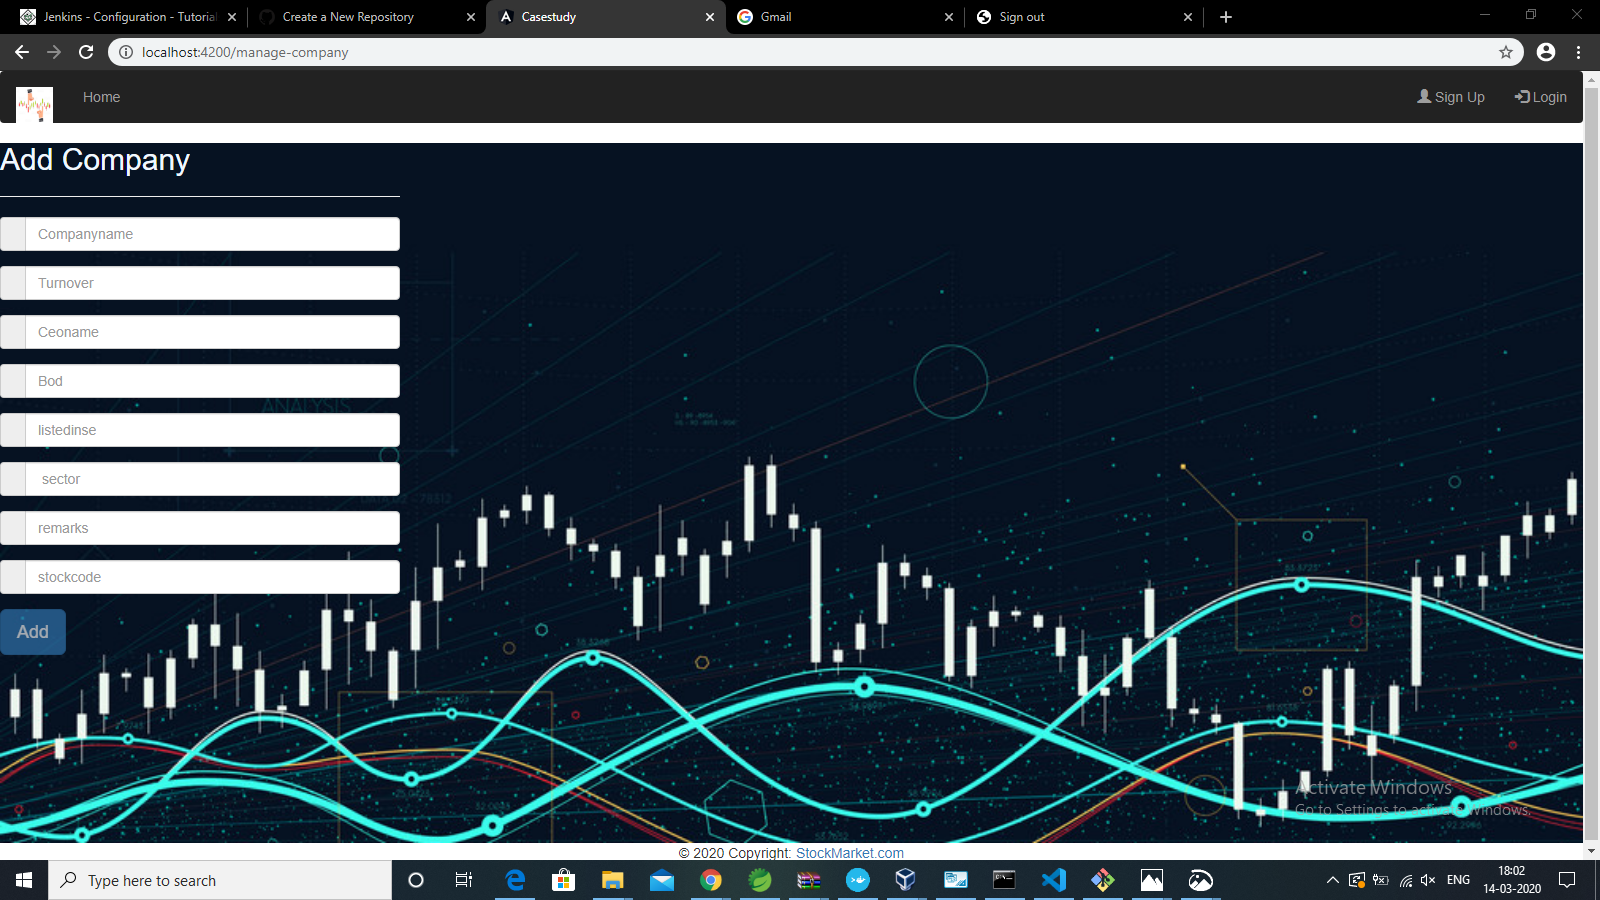 Jenkins - Configuration - Tutorial
Create a New Repository
Casestudy
Gmail
Sign out
localhost:4200/manage-company
Home
Sign Up
Login
Add Company
Companyname
Turnover
Ceoname
Bod
ANALYSIS
listedinse
sector
remarks
stockcode
Add
Activate Windows
Go to Settings to activate Windows.
© 2020 Copyright: StockMarket.com
Type here to search
ENG
18:02
14-03-2020